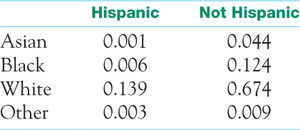 Hispanic Not Hispanic
Asian 0.001 0.044
Black 0.006 0.124
White 0.139 0.674
Other 0.003 0.009